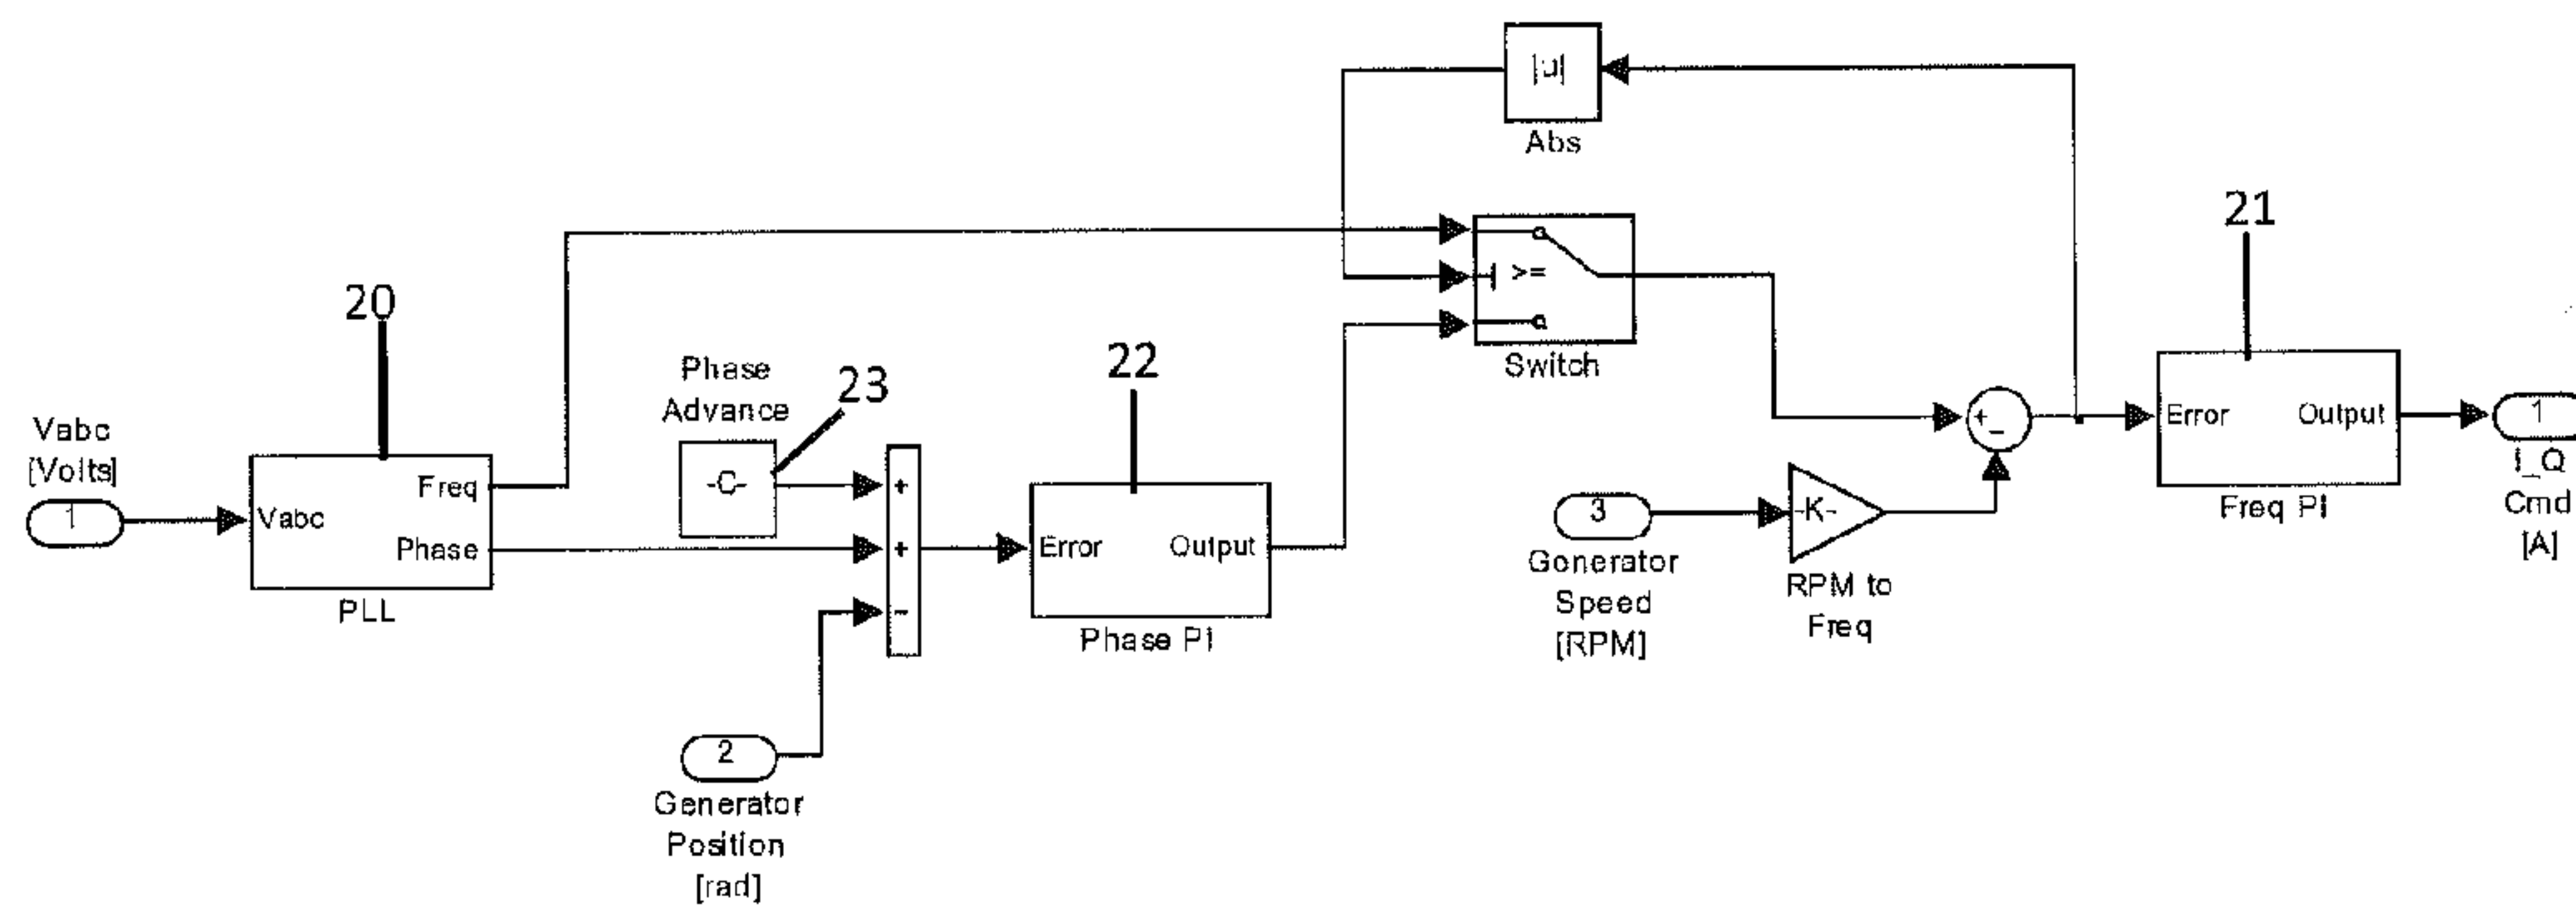 |u|
Abs
21
20
22
>=
Phase
Advance
23
Switch
Vabc
[Volts]
1
Vabc
Freq
Phase
PLL
-C-
+
+
-
Error
Output
Phase PI
+
-
Error
Output
Freq PI
1
I_Q
Cmd
[A]
3
Gonerator
Speed
[RPM]
-K-
RPM to
Freq
2
Generator
Position
[rad]